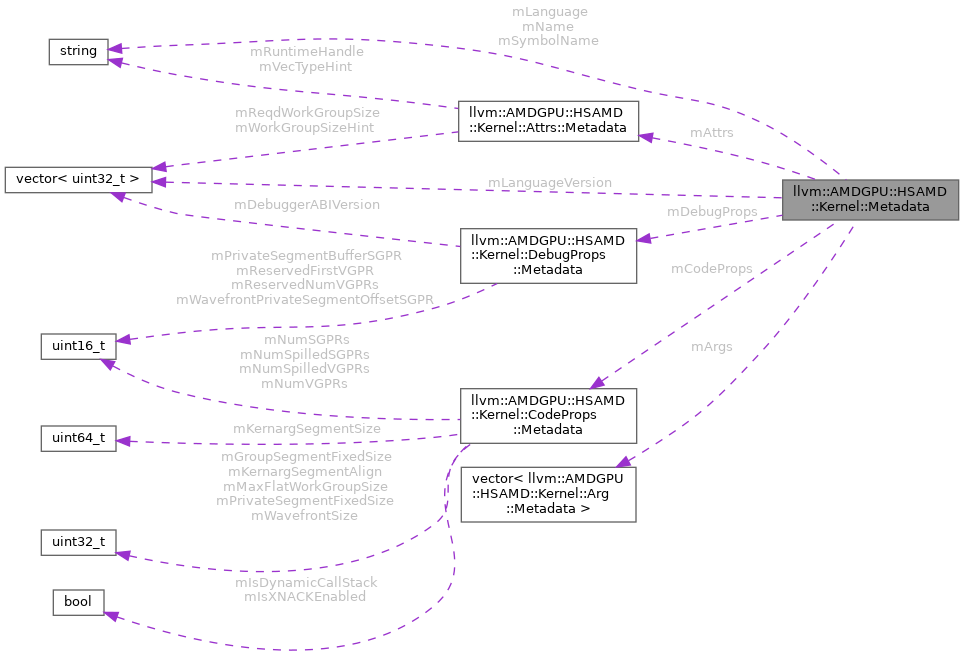 mLanguage
mName
mSymbolName
string
mRuntimeHandle
mVecTypeHint
llvm::AMDGPU::HSAMD
::Kernel::Attrs::Metadata
mReqdWorkGroupSize
mWorkGroupSizeHint
mAttrs
vector< uint32_t >
mLanguageVersion
llvm::AMDGPU::HSAMD
::Kernel::Metadata
mDebuggerABIVersion
mDebugProps
llvm::AMDGPU::HSAMD
::Kernel::DebugProps
::Metadata
mPrivateSegmentBufferSGPR
mReservedFirstVGPR
mReservedNumVGPRs
mWavefrontPrivateSegmentOffsetSGPR
mCodeProps
uint16_t
mNumSGPRs
mNumSpilledSGPRs
mNumSpilledVGPRs
mNumVGPRs
mArgs
llvm::AMDGPU::HSAMD
::Kernel::CodeProps
::Metadata
uint64_t
mKernargSegmentSize
mGroupSegmentFixedSize
mKernargSegmentAlign
mMaxFlatWorkGroupSize
mPrivateSegmentFixedSize
mWavefrontSize
vector< llvm::AMDGPU
::HSAMD::Kernel::Arg
::Metadata >
uint32_t
mIsDynamicCallStack
mIsXNACKEnabled
bool